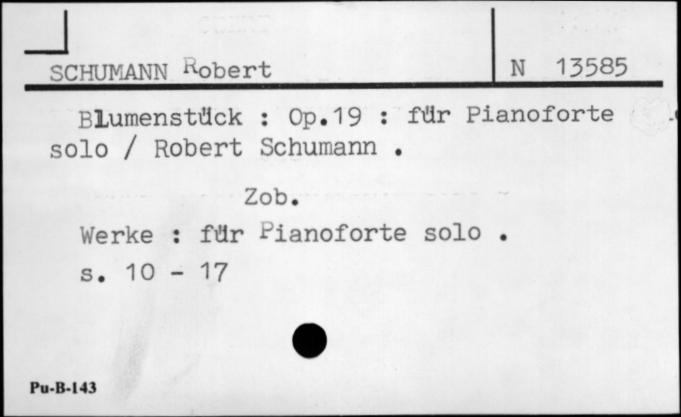 SCHUMANN Robert N 13585
Blumenstück : Op.19 : für Pianoforte
solo / Robert Schumann .
Zob.
Werke : für Pianoforte solo .
s. 10 - 17
Pu-B-143